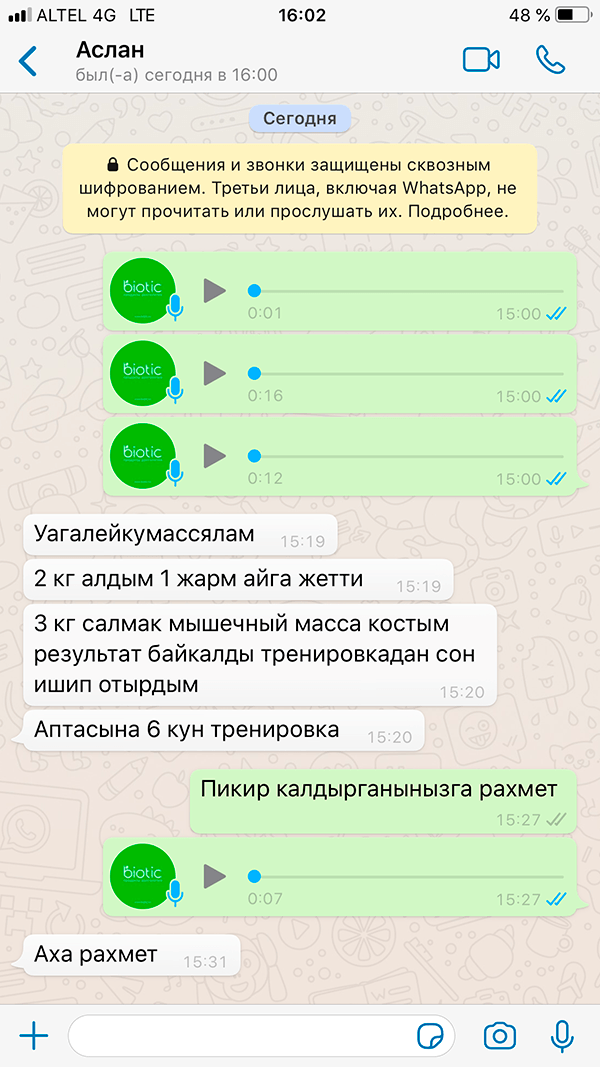 ALTEL 4G LTE 16:02 48 %
Аслан
был(-а) сегодня в 16:00
Сегодня
Сообщения и звонки защищены сквозным
шифрованием. Третьи лица, включая WhatsApp, не
могут прочитать или прослушать их. Подробнее.
biotic
0:01 15:00
biotic
0:16 15:00
biotic
0:12 15:00
Уагалейкумассялам 15:19
2 кг алдым 1 жарм айга жетти 15:19
3 кг салмак мышечный масса костым
результат байкалды тренировкадан сон
ишип отырдым 15:20
Аптасына 6 кун тренировка 15:20
Пикир калдырганынызга рахмет
15:27
biotic
0:07 15:27
Аха рахмет 15:31